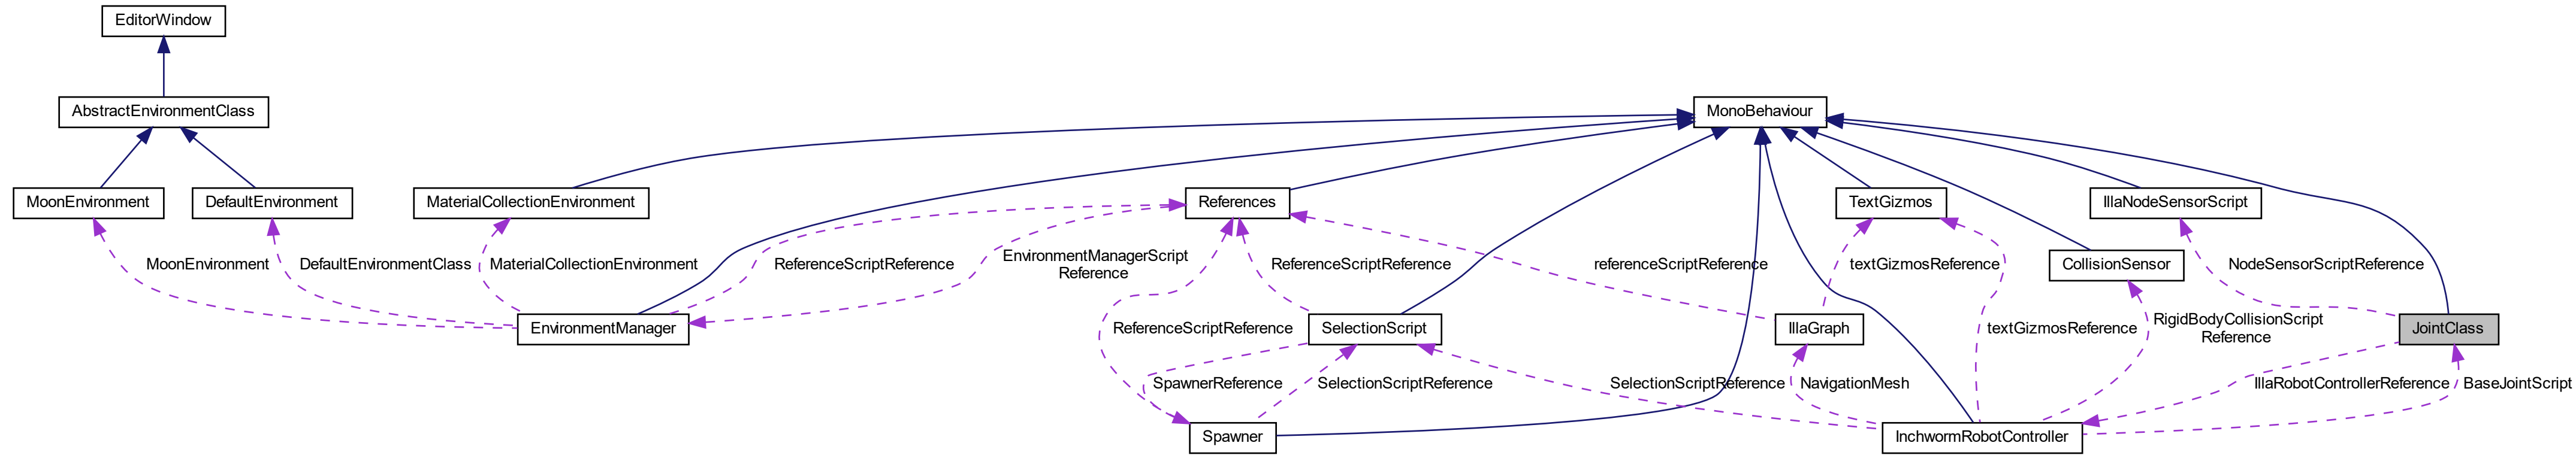 EditorWindow
AbstractEnvironmentClass
MonoBehaviour
MoonEnvironment
DefaultEnvironment
MaterialCollectionEnvironment
References
TextGizmos
IllaNodeSensorScript
MoonEnvironment
DefaultEnvironmentClass
MaterialCollectionEnvironment
ReferenceScriptReference
EnvironmentManagerScript
Reference
ReferenceScriptReference
referenceScriptReference
textGizmosReference
CollisionSensor
NodeSensorScriptReference
EnvironmentManager
ReferenceScriptReference
SelectionScript
IllaGraph
textGizmosReference
RigidBodyCollisionScript
Reference
JointClass
SpawnerReference
SelectionScriptReference
SelectionScriptReference
NavigationMesh
IllaRobotControllerReference
BaseJointScript
Spawner
InchwormRobotController